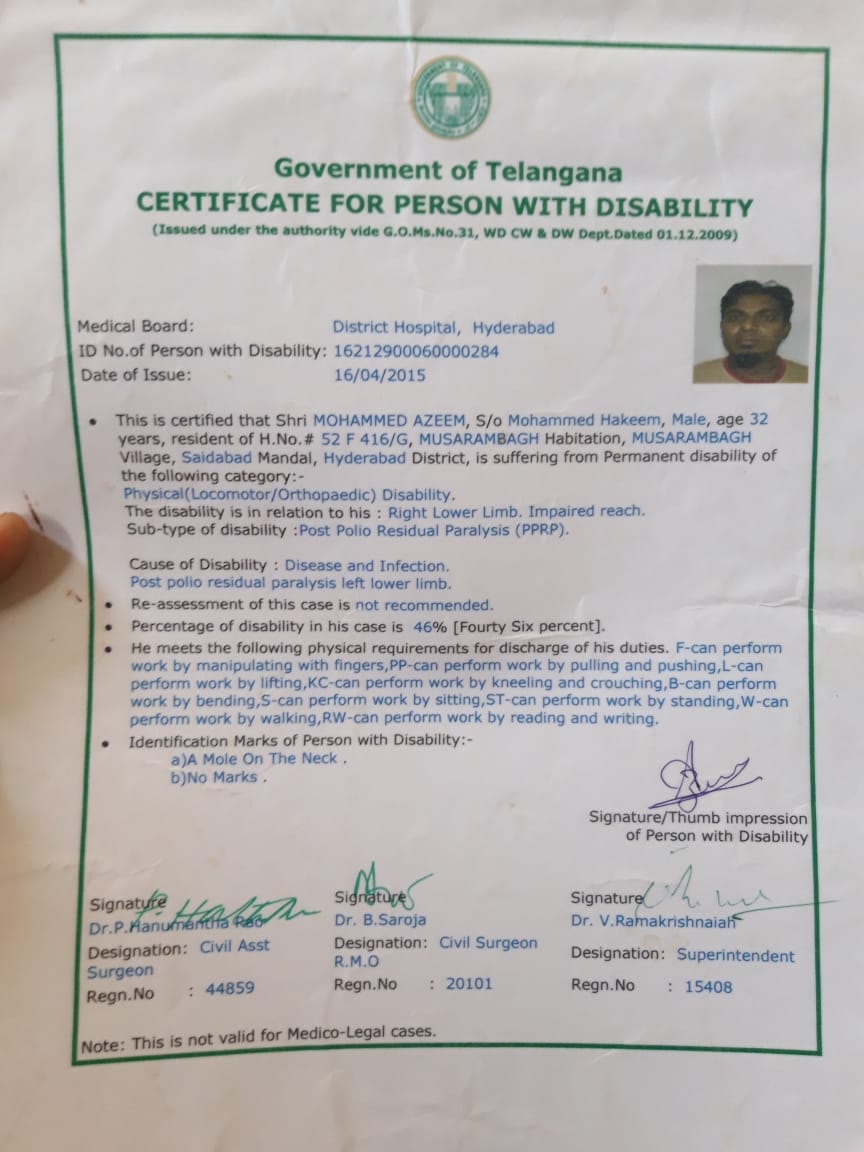 Government of Telangana
CERTIFICATE FOR PERSON WITH DISABILITY
(Issued under the authority vide G.O.Ms.No.31, WD CW & DW Dept.Dated 01.12.2009)
Medical Board: District Hospital, Hyderabad
ID No.of Person with Disability: 16212900060000284
Date of Issue: 16/04/2015
• This is certified that Shri MOHAMMED AZEEM, S/o Mohammed Hakeem, Male, age 32
years, resident of H.No.# 52 F 416/G, MUSARAMBAGH Habitation, MUSARAMBAGH
Village, Saidabad Mandal, Hyderabad District, is suffering from Permanent disability of
the following category:-
Physical(Locomotor/Orthopaedic) Disability.
The disability is in relation to his : Right Lower Limb. Impaired reach.
Sub-type of disability :Post Polio Residual Paralysis (PPRP).
Cause of Disability : Disease and Infection.
Post polio residual paralysis left lower limb.
• Re-assessment of this case is not recommended.
• Percentage of disability in his case is 46% [Fourty Six percent].
• He meets the following physical requirements for discharge of his duties. F-can perform
work by manipulating with fingers,PP-can perform work by pulling and pushing,L-can
perform work by lifting,KC-can perform work by kneeling and crouching,B-can perform
work by bending,S-can perform work by sitting,ST-can perform work by standing,W-can
perform work by walking,RW-can perform work by reading and writing.
• Identification Marks of Person with Disability:-
a)A Mole On The Neck .
b)No Marks .
Signature/Thumb impression
of Person with Disability
Signature
Dr.P.Hanumantha Rao
Designation: Civil Asst
Surgeon
Regn.No : 44859
Signature
Dr. B.Saroja
Designation: Civil Surgeon
R.M.O
Regn.No : 20101
Signature
Dr. V.Ramakrishnaiah
Designation: Superintendent
Regn.No : 15408
Note: This is not valid for Medico-Legal cases.